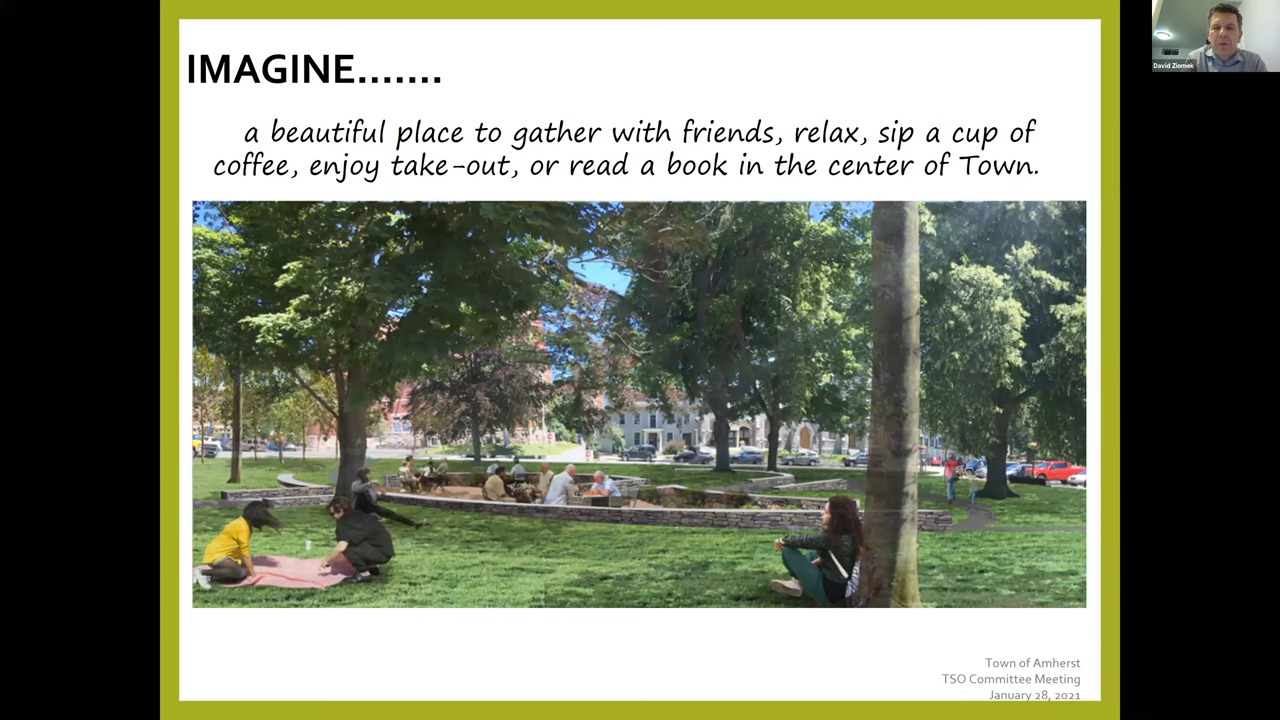 IMAGINE.......
a beautiful place to gather with friends, relax, sip a cup of
coffee, enjoy take-out, or read a book in the center of Town.
Town of Amherst
TSO Committee Meeting
January 28, 2021
David Ziomek